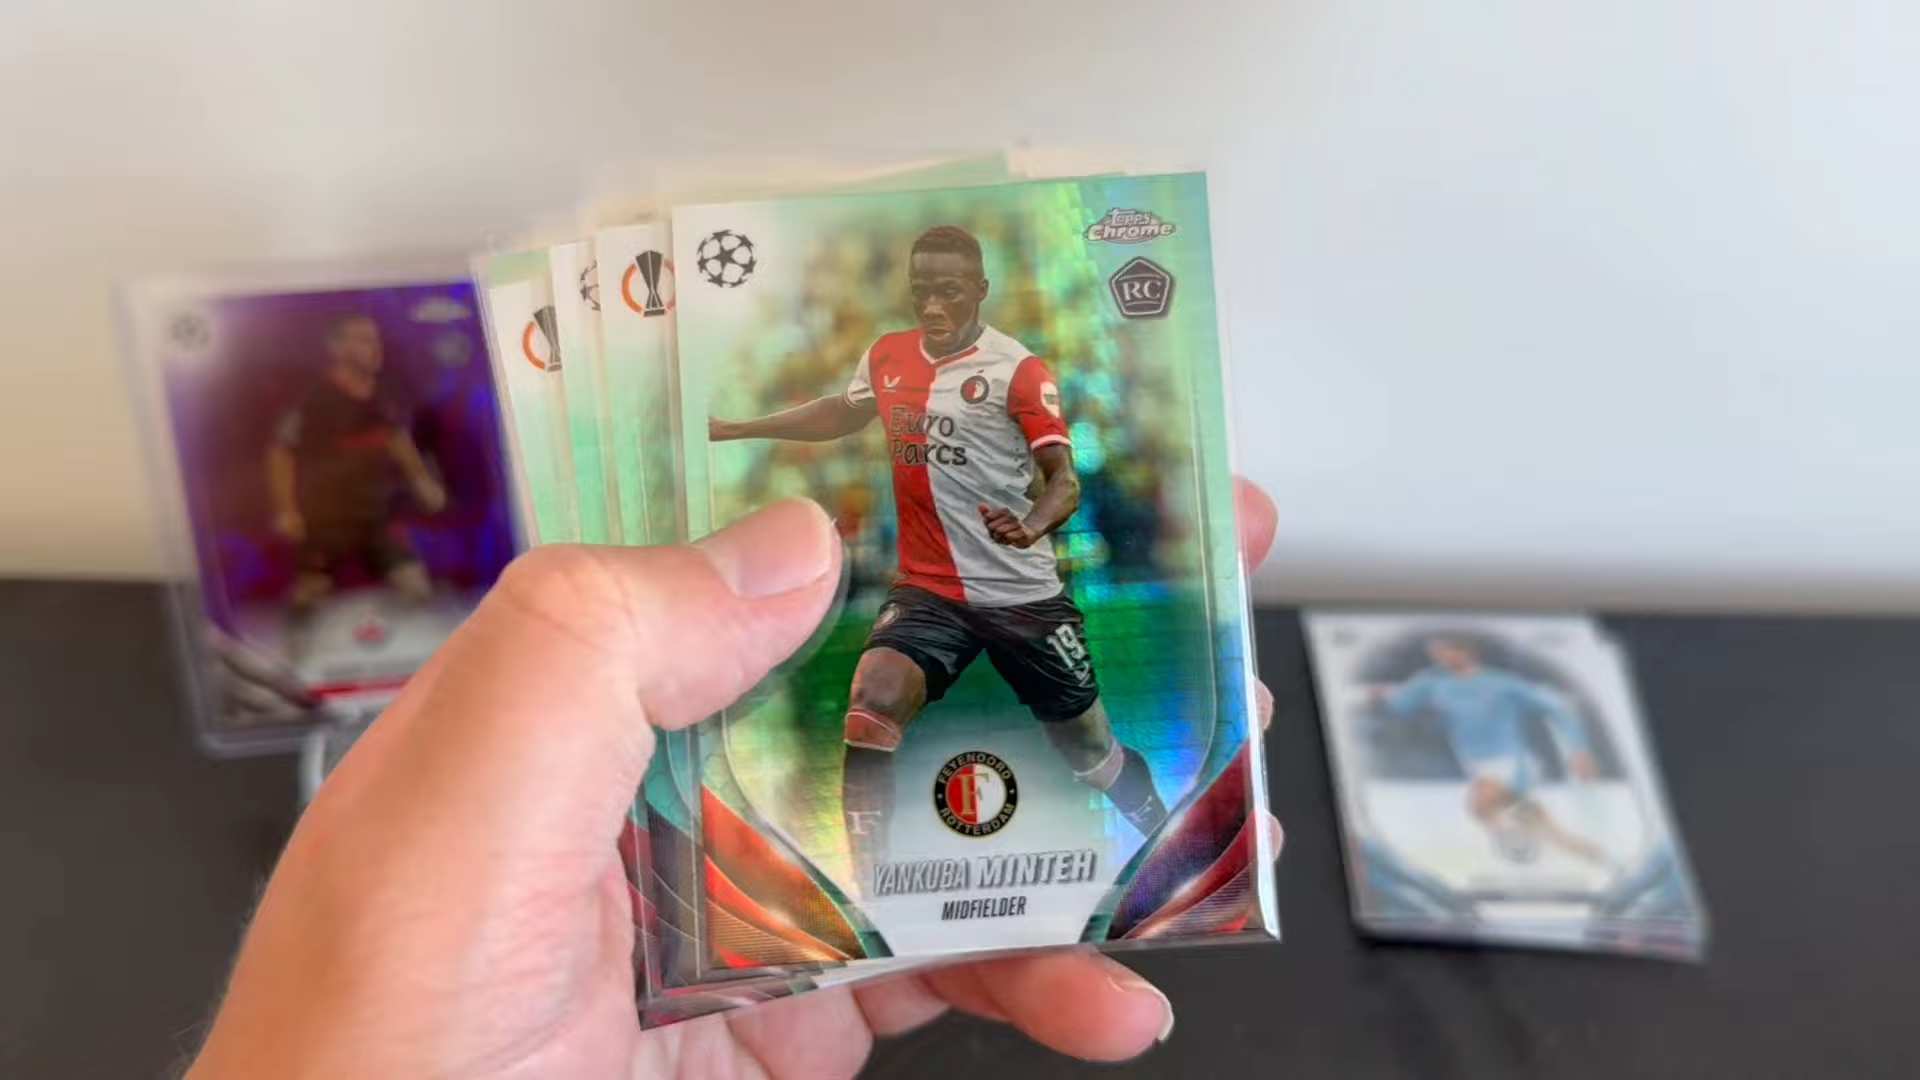 Topps
Chrome
RC
Euro
Parcs
19
FEYENOORD
F
ROTTERDAM
F
YANKUBA MINTEH
MIDFIELDER